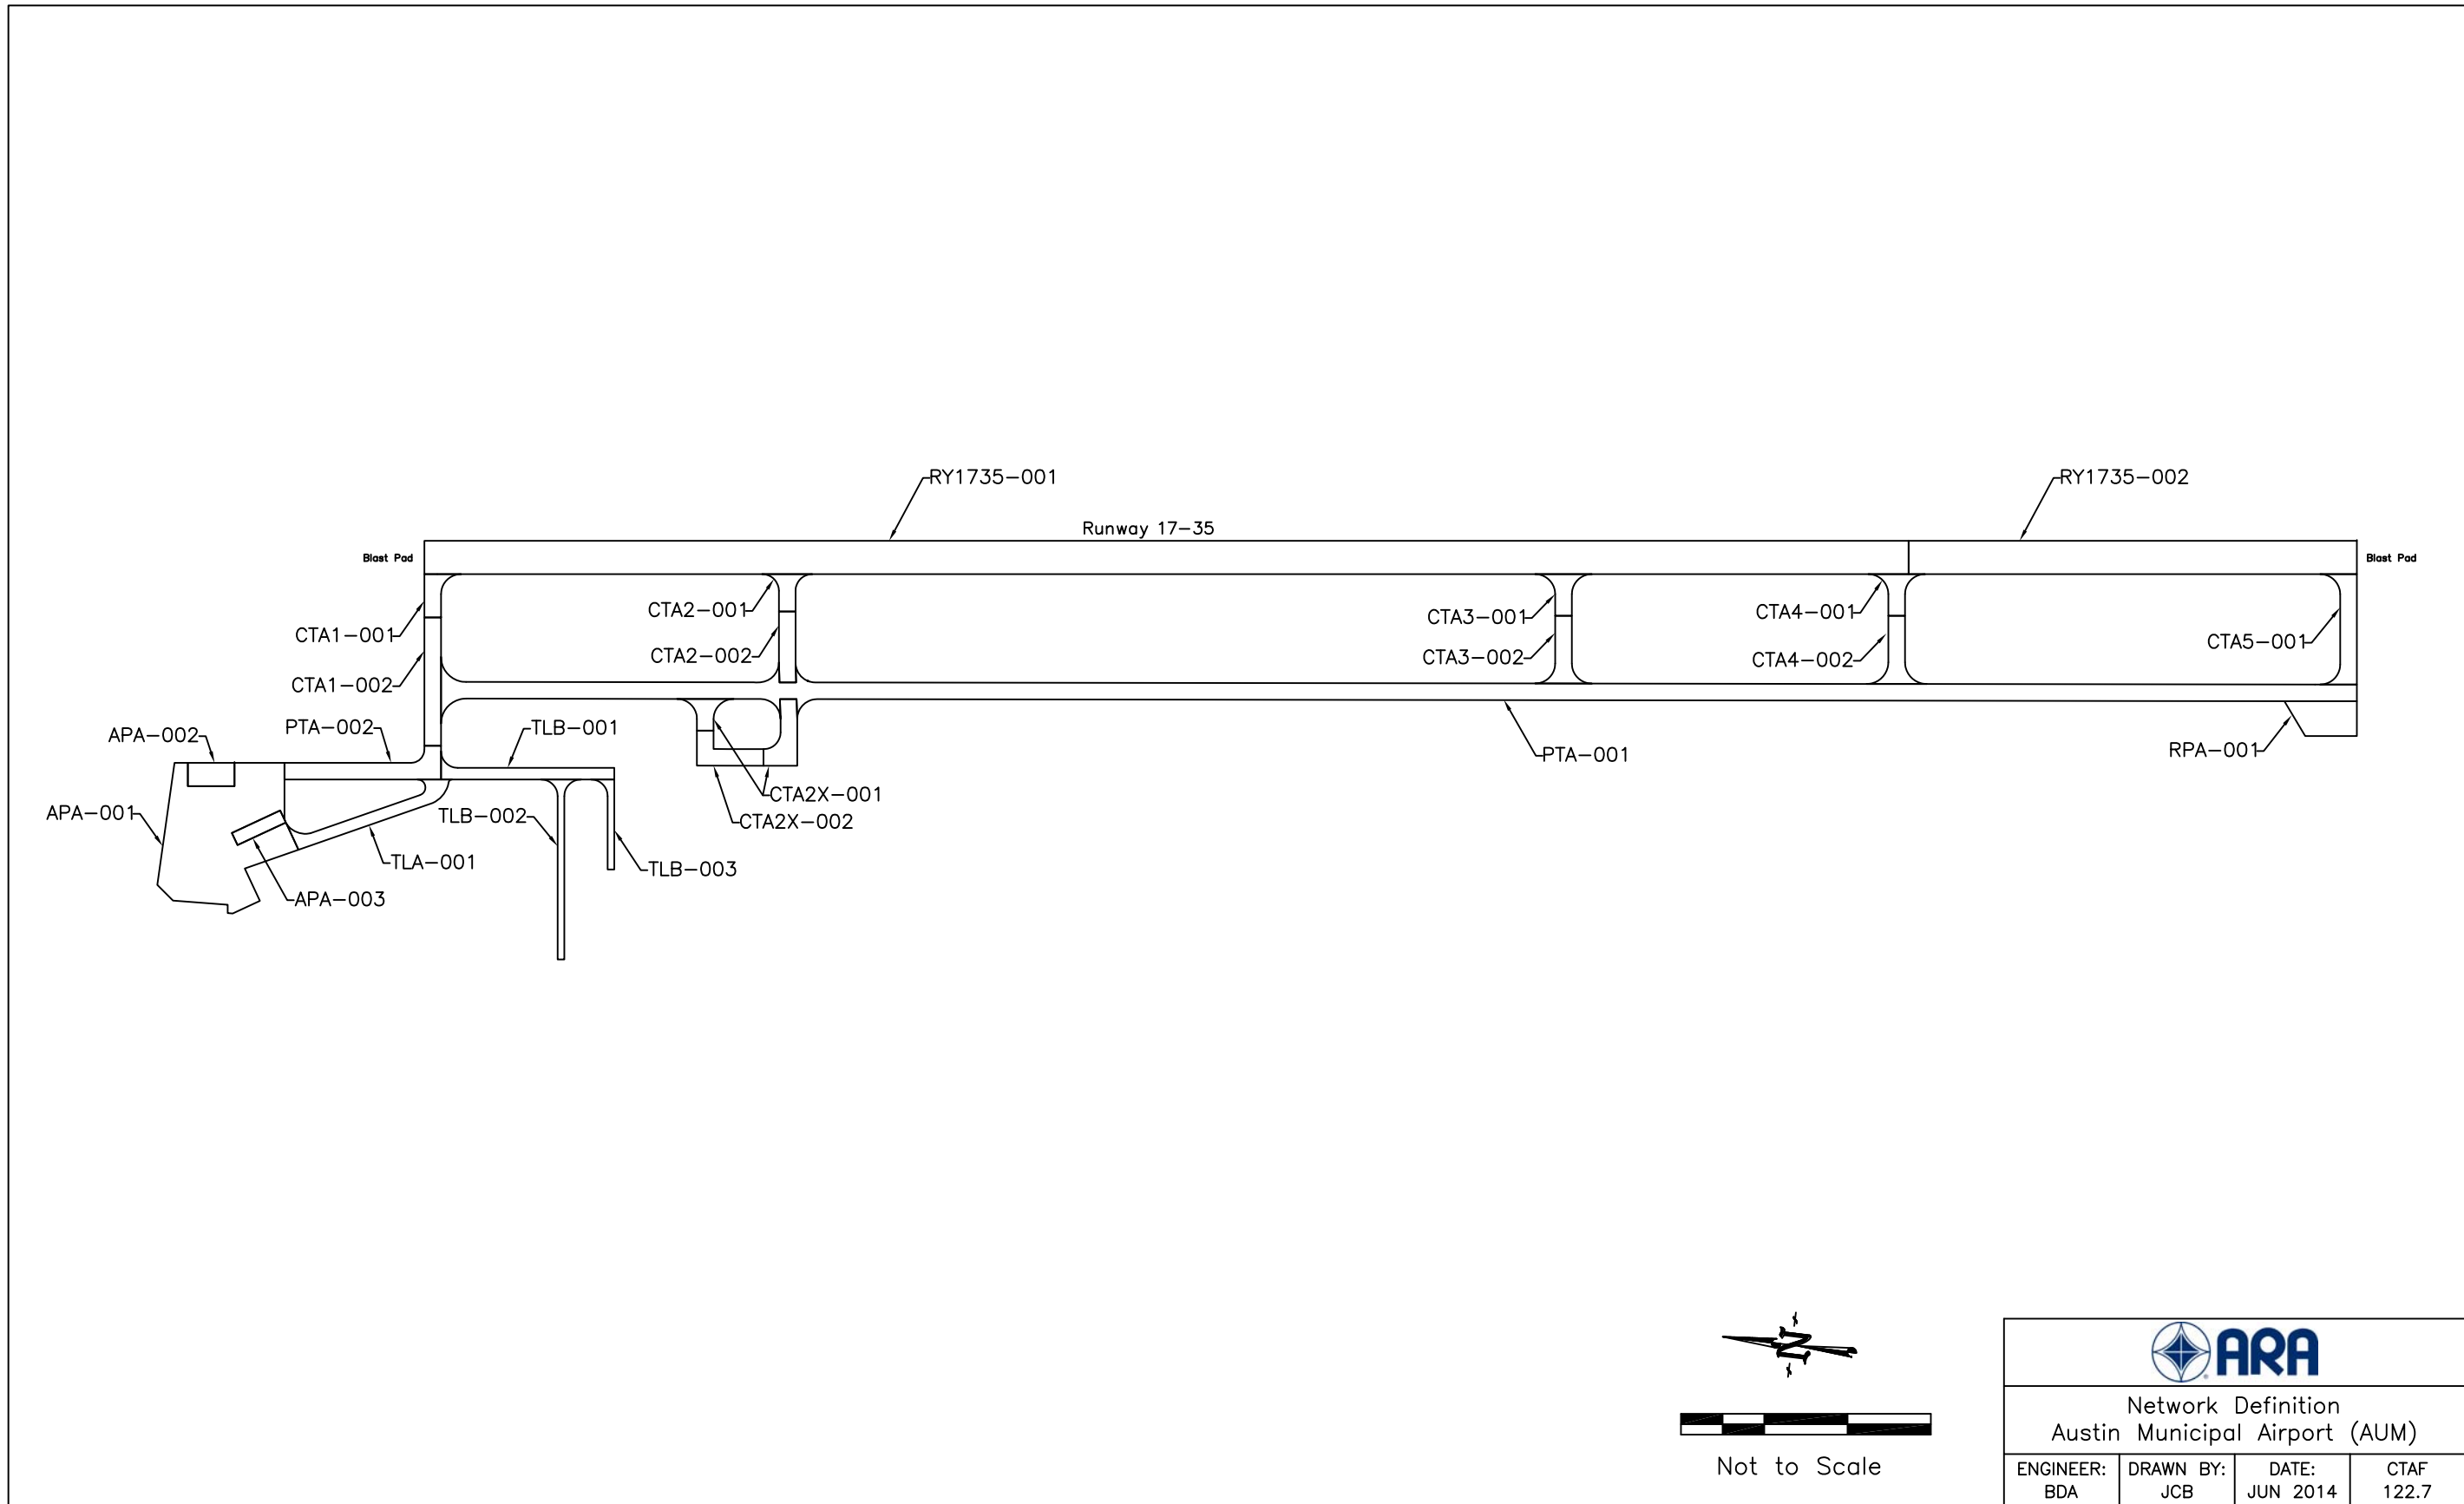 RY1735-001
RY1735-002
Runway 17-35
Blast Pad
Blast Pad
CTA1-001
CTA1-002
CTA2-001
CTA2-002
CTA3-001
CTA3-002
CTA4-001
CTA4-002
CTA5-001
APA-002
PTA-002
TLB-001
PTA-001
RPA-001
APA-001
TLB-002
CTA2X-001
CTA2X-002
TLA-001
TLB-003
APA-003
N
Not to Scale
ARA
®
Network Definition
Austin Municipal Airport (AUM)
ENGINEER:
BDA
DRAWN BY:
JCB
DATE:
JUN 2014
CTAF
122.7